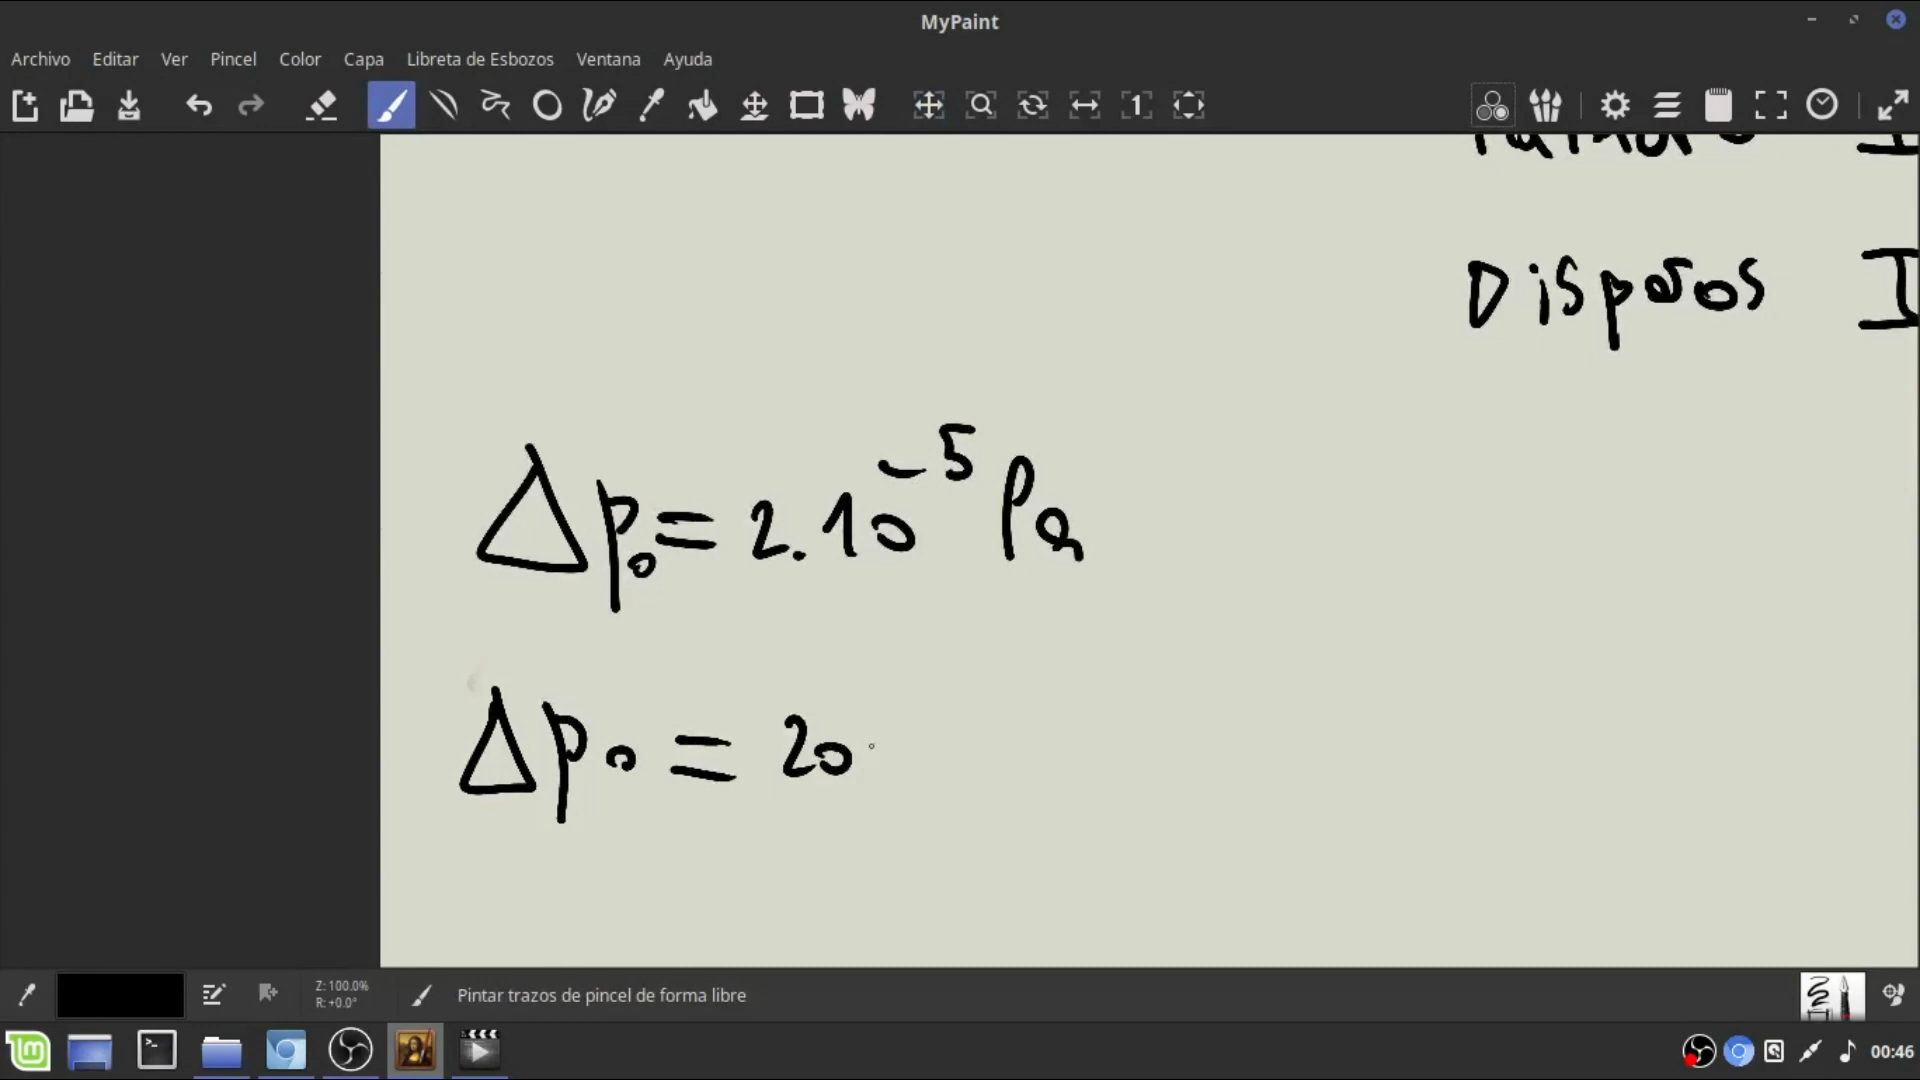 MyPaint
Archivo Editar Ver Pincel Color Capa Libreta de Esbozos Ventana Ayuda
1
Disparos I
Δp₀ = 2.10⁻⁵ Pa
Δp₀ = 20
Z: 100.0%
R: +0.0°
Pintar trazos de pincel de forma libre
00:46